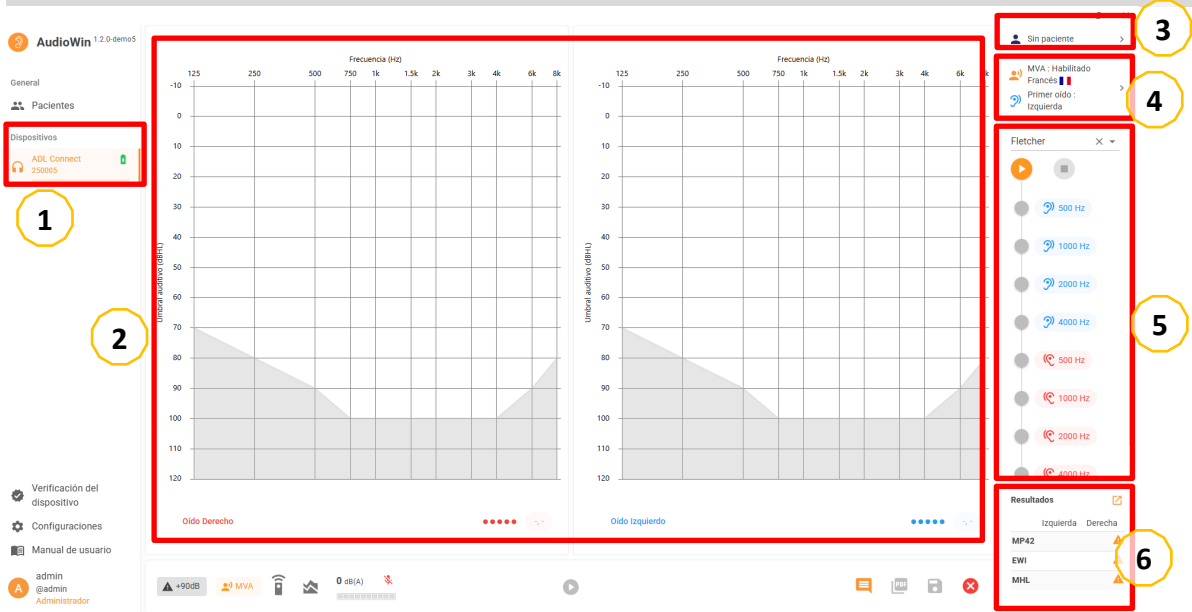 AudioWin 1.2.0-demo5
General
Pacientes
Dispositivos
ADL Connect
250005
1
Verificación del
dispositivo
Configuraciones
Manual de usuario
A
admin
@admin
Administrador
2
Frecuencia (Hz)
125 250 500 750 1k 1.5k 2k 3k 4k 6k 8k
-10
0
10
20
30
40
50
60
70
80
90
100
110
120
Umbral auditivo (dBHL)
Oído Derecho
-.-
Frecuencia (Hz)
125 250 500 750 1k 1.5k 2k 3k 4k 6k k
-10
0
10
20
30
40
50
60
70
80
90
100
110
120
Umbral auditivo (dBHL)
Oído Izquierdo
-.-
+90dB
MVA
0 dB(A)
PDF
Sin paciente
3
MVA : Habilitado
Francés
Primer oído :
Izquierda
4
Fletcher
500 Hz
1000 Hz
2000 Hz
4000 Hz
500 Hz
1000 Hz
2000 Hz
4000 Hz
5
Resultados
Izquierda Derecha
MP42
EWI
MHL
6